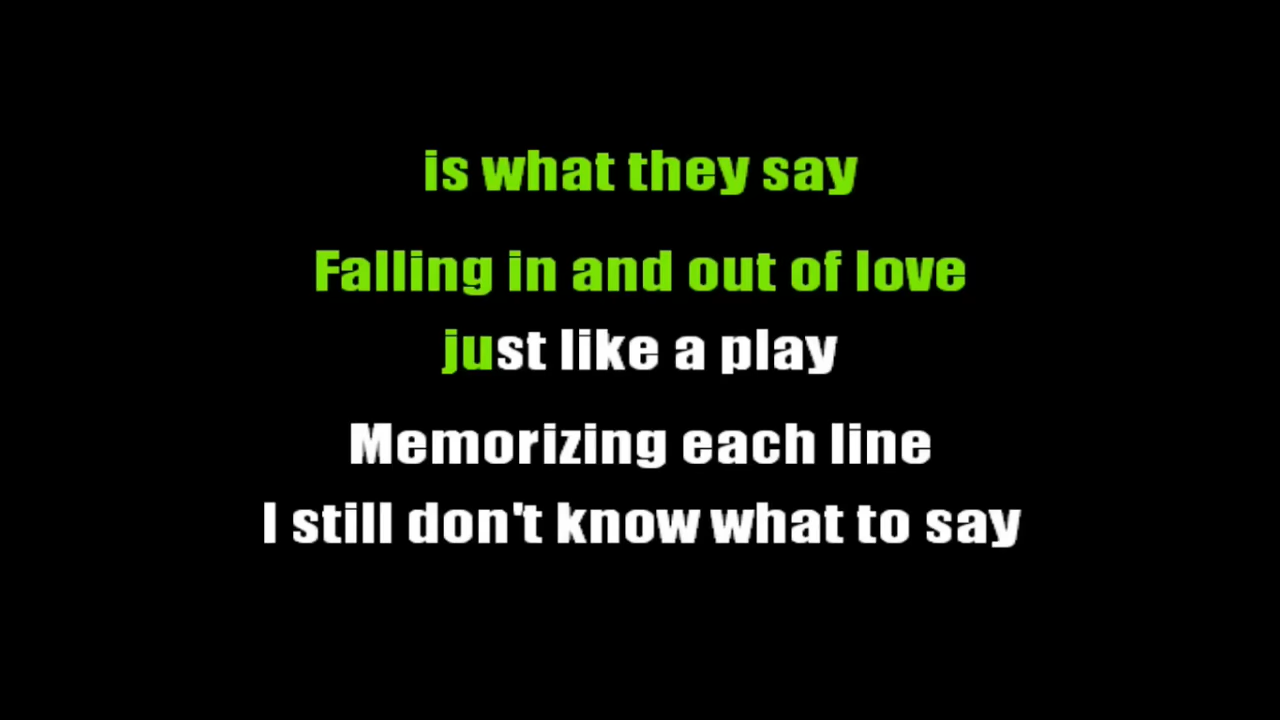 is what they say
Falling in and out of love
just like a play
Memorizing each line
I still don't know what to say